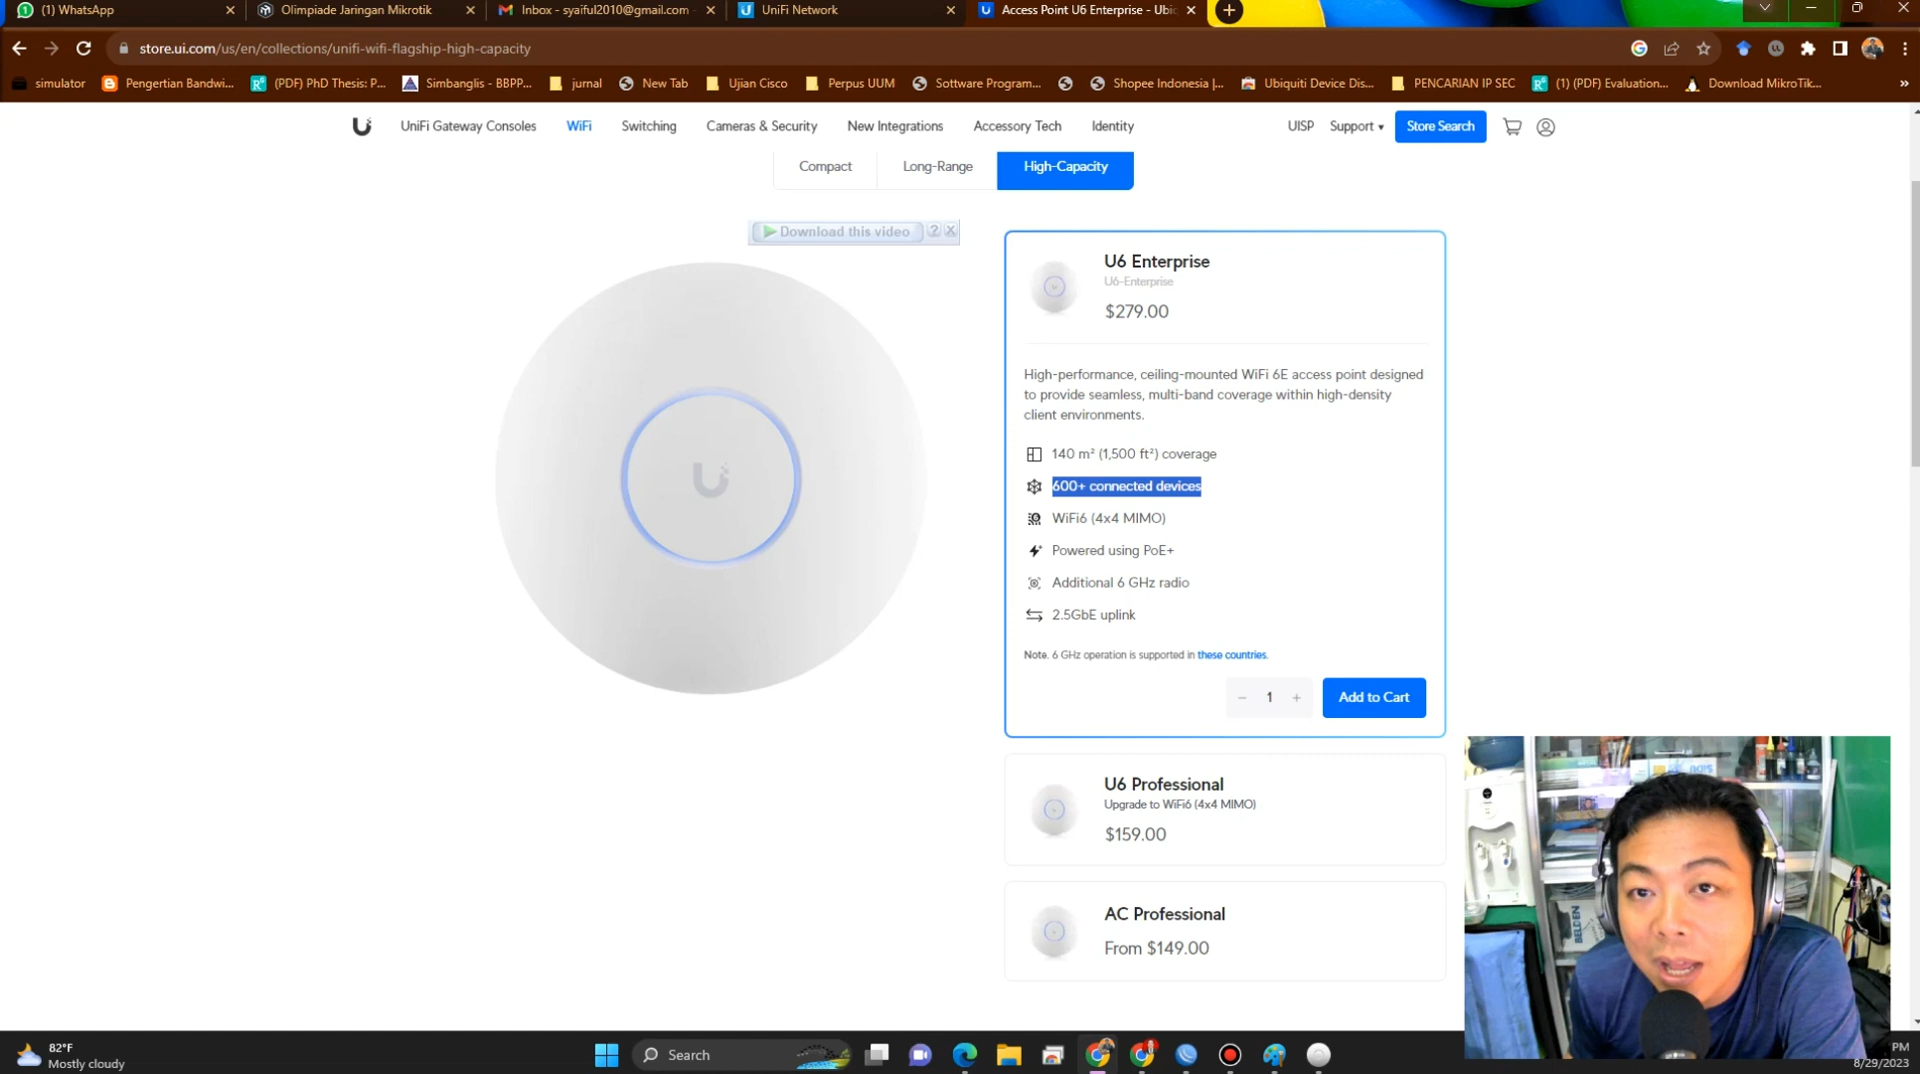 (1) WhatsApp
Olimpiade Jaringan Mikrotik
Inbox - syaiful2010@gmail.com -
UniFi Network
Access Point U6 Enterprise - Ubiq
store.ui.com/us/en/collections/unifi-wifi-flagship-high-capacity
simulator
Pengertian Bandwi...
(PDF) PhD Thesis: P...
Simbanglis - BBPP...
jurnal
New Tab
Ujian Cisco
Perpus UUM
Sottware Program...
Shopee Indonesia |...
Ubiquiti Device Dis...
PENCARIAN IP SEC
(1) (PDF) Evaluation...
Download MikroTik...
UniFi Gateway Consoles
WiFi
Switching
Cameras & Security
New Integrations
Accessory Tech
Identity
UISP
Support
Store Search
Compact
Long-Range
High-Capacity
Download this video
U6 Enterprise
U6-Enterprise
$279.00
High-performance, ceiling-mounted WiFi 6E access point designed
to provide seamless, multi-band coverage within high-density
client environments.
140 m² (1,500 ft²) coverage
600+ connected devices
WiFi6 (4x4 MIMO)
Powered using PoE+
Additional 6 GHz radio
2.5GbE uplink
Note. 6 GHz operation is supported in these countries.
− 1 +
Add to Cart
U6 Professional
Upgrade to WiFi6 (4x4 MIMO)
$159.00
AC Professional
From $149.00
BELDEN
82°F
Mostly cloudy
Search
PM
8/29/2023